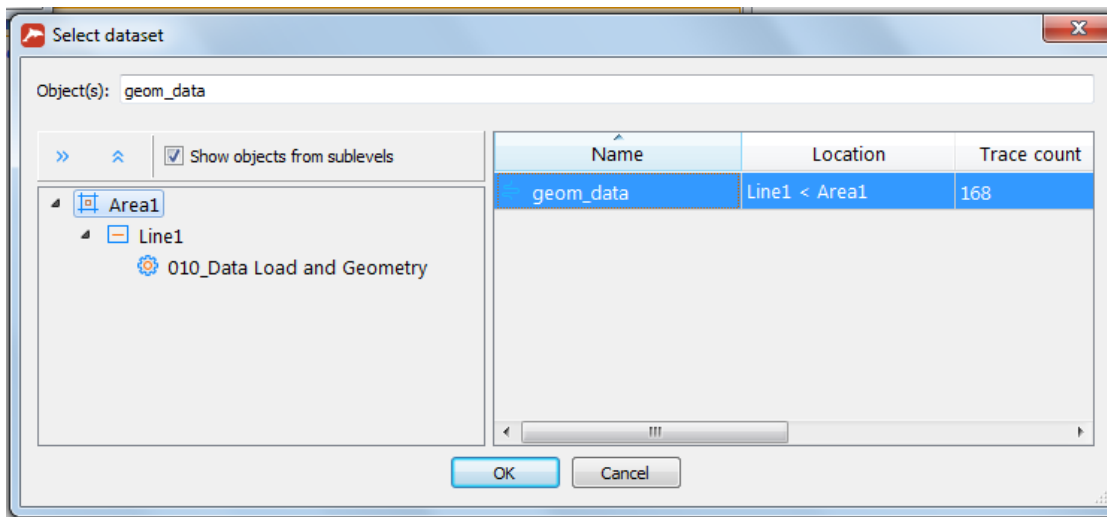 Select dataset
Object(s): geom_data
Show objects from sublevels
Name Location Trace count
geom_data Line1 < Area1 168
Area1
Line1
010_Data Load and Geometry
OK Cancel